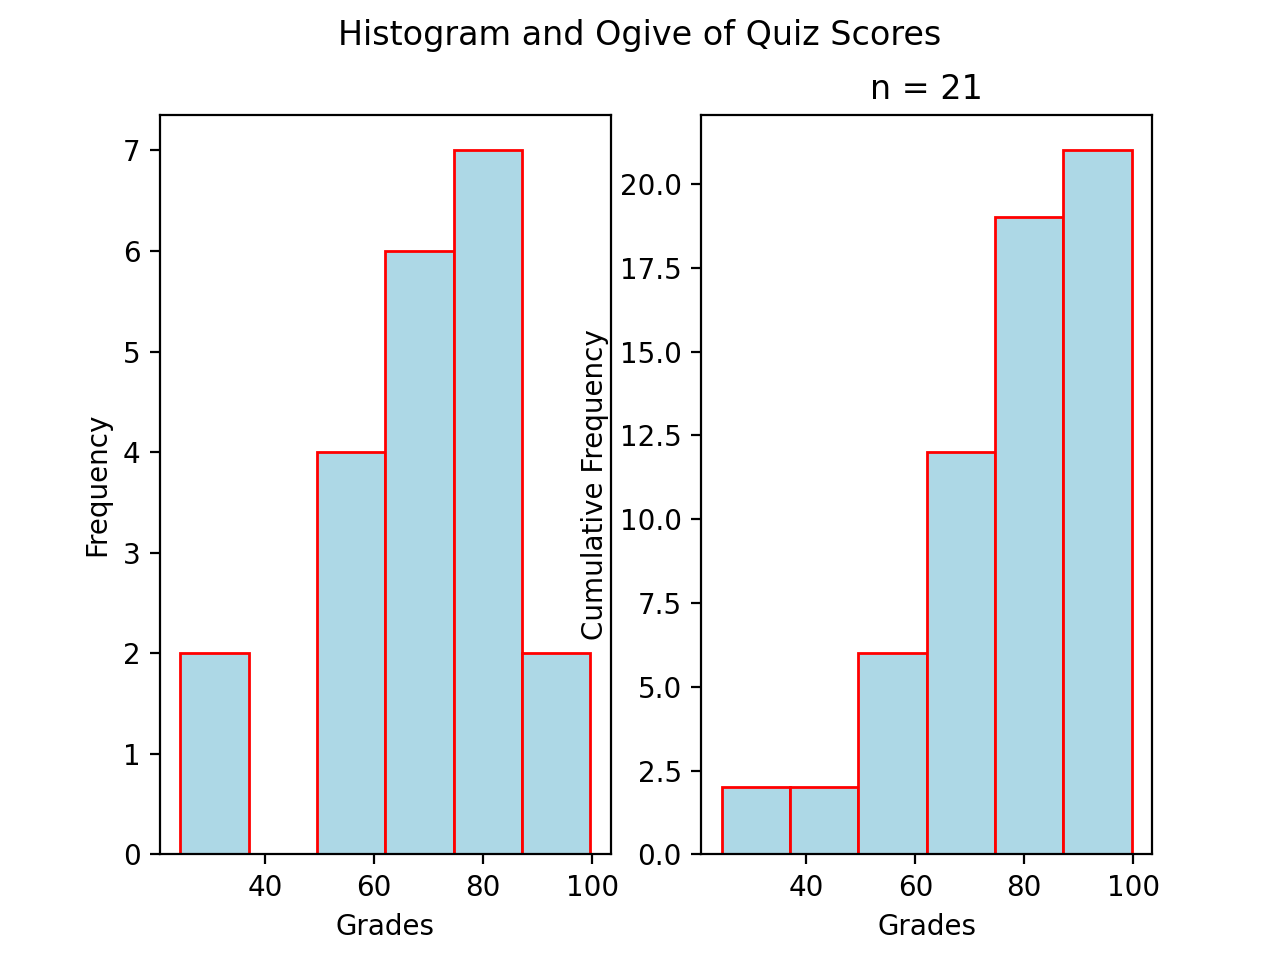 Histogram and Ogive of Quiz Scores
7
6
5
4
3
2
1
0
Frequency
40 60 80 100
Grades
n = 21
20.0
17.5
15.0
12.5
10.0
7.5
5.0
2.5
0.0
Cumulative Frequency
40 60 80 100
Grades